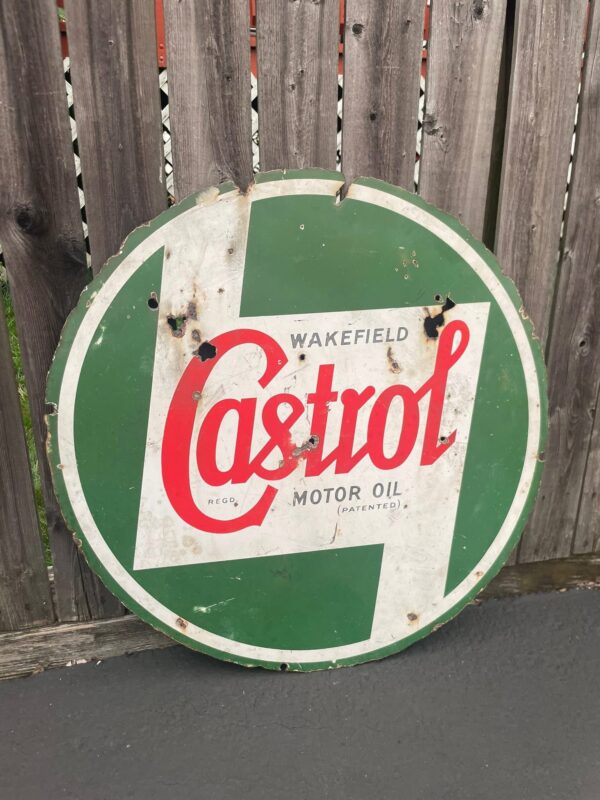 WAKEFIELD
Castrol
REGD
MOTOR OIL
(PATENTED)